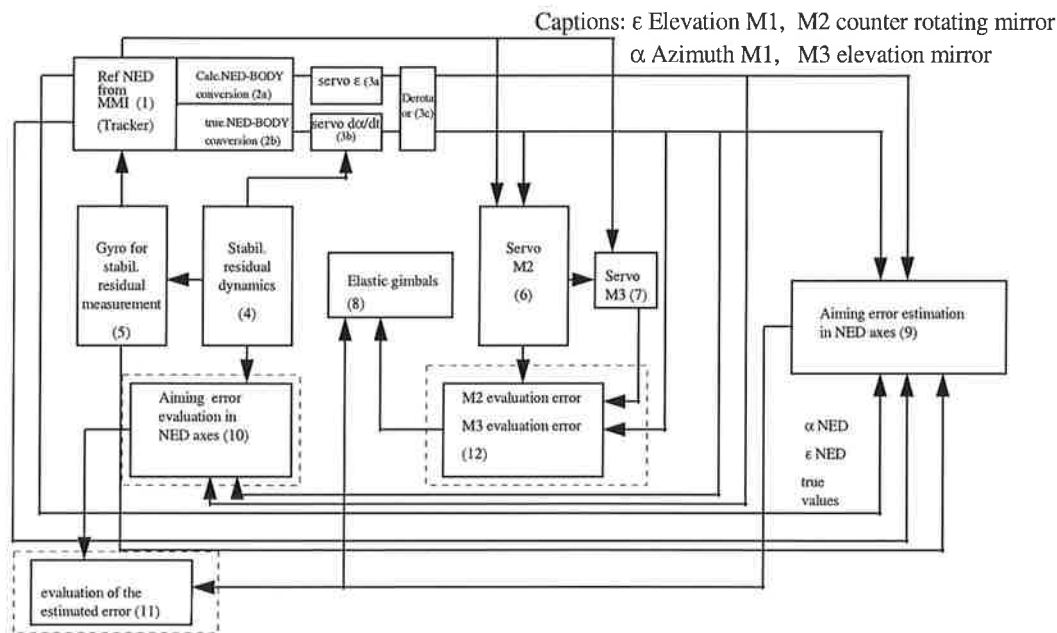 Captions: ε Elevation M1, M2 counter rotating mirror
α Azimuth M1, M3 elevation mirror
Ref NED
from
MMI (1)
(Tracker)
Calc.NED-BODY
conversion (2a)
true.NED-BODY
conversion (2b)
servo ε (3a
servo dα/dt
(3b)
Derota
or (3c)
Gyro for
stabil.
residual
measurement
(5)
Stabil.
residual
dynamics
(4)
Elastic gimbals
(8)
Servo
M2
(6)
Servo
M3 (7)
Aiming error estimation
in NED axes (9)
Aiming error
evaluation in
NED axes (10)
M2 evaluation error
M3 evaluation error
(12)
α NED
ε NED
true
values
evaluation of the
estimated error (11)